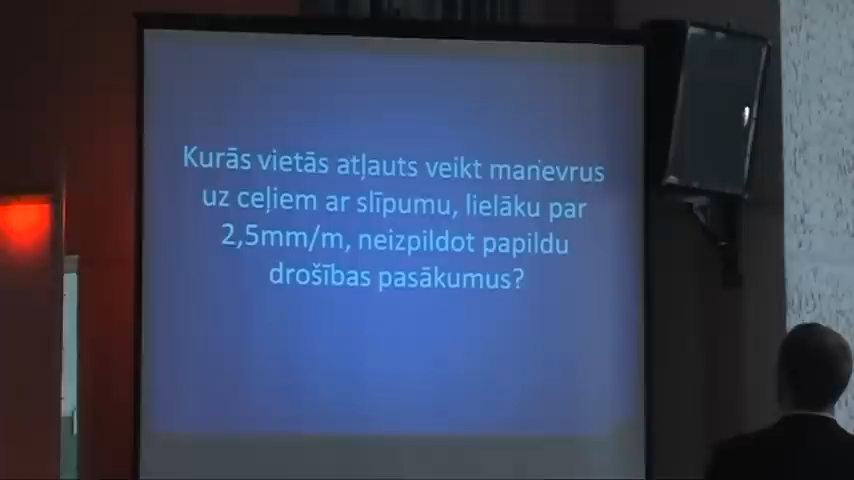 Kurās vietās atļauts veikt manevrus
uz ceļiem ar slīpumu, lielāku par
2,5mm/m, neizpildot papildu
drošības pasākumus?